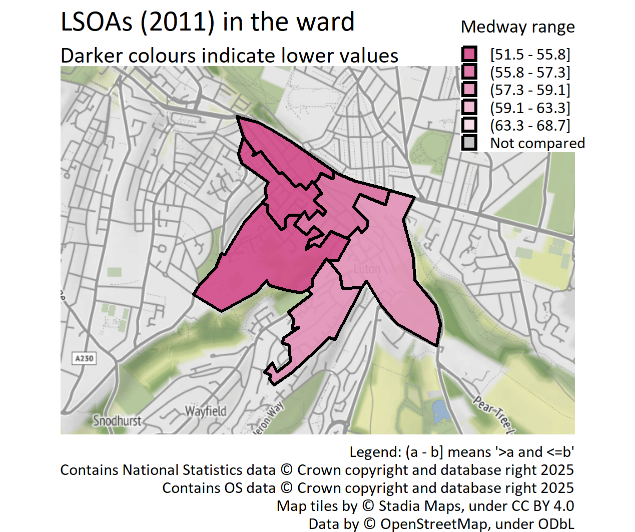 LSOAs (2011) in the ward
Darker colours indicate lower values
Medway range
[51.5 - 55.8]
(55.8 - 57.3]
(57.3 - 59.1]
(59.1 - 63.3]
(63.3 - 68.7]
Not compared
Luton
A230
Wayfield
Snodhurst
Way
Pear-Tree-L
Legend: (a - b] means '>a and <=b'
Contains National Statistics data © Crown copyright and database right 2025
Contains OS data © Crown copyright and database right 2025
Map tiles by © Stadia Maps, under CC BY 4.0
Data by © OpenStreetMap, under ODbL